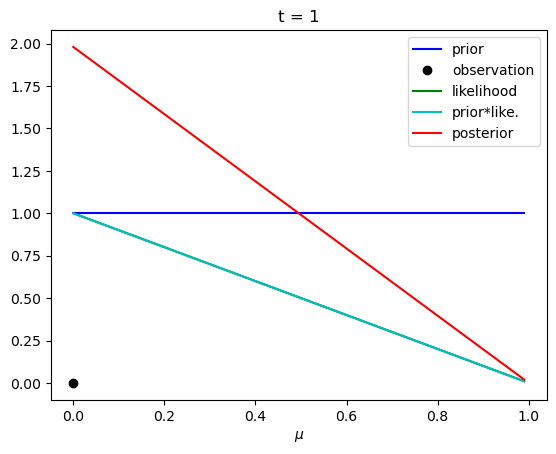 t = 1
2.00
1.75
1.50
1.25
1.00
0.75
0.50
0.25
0.00
prior
observation
likelihood
prior*like.
posterior
0.0 0.2 0.4 0.6 0.8 1.0
μ